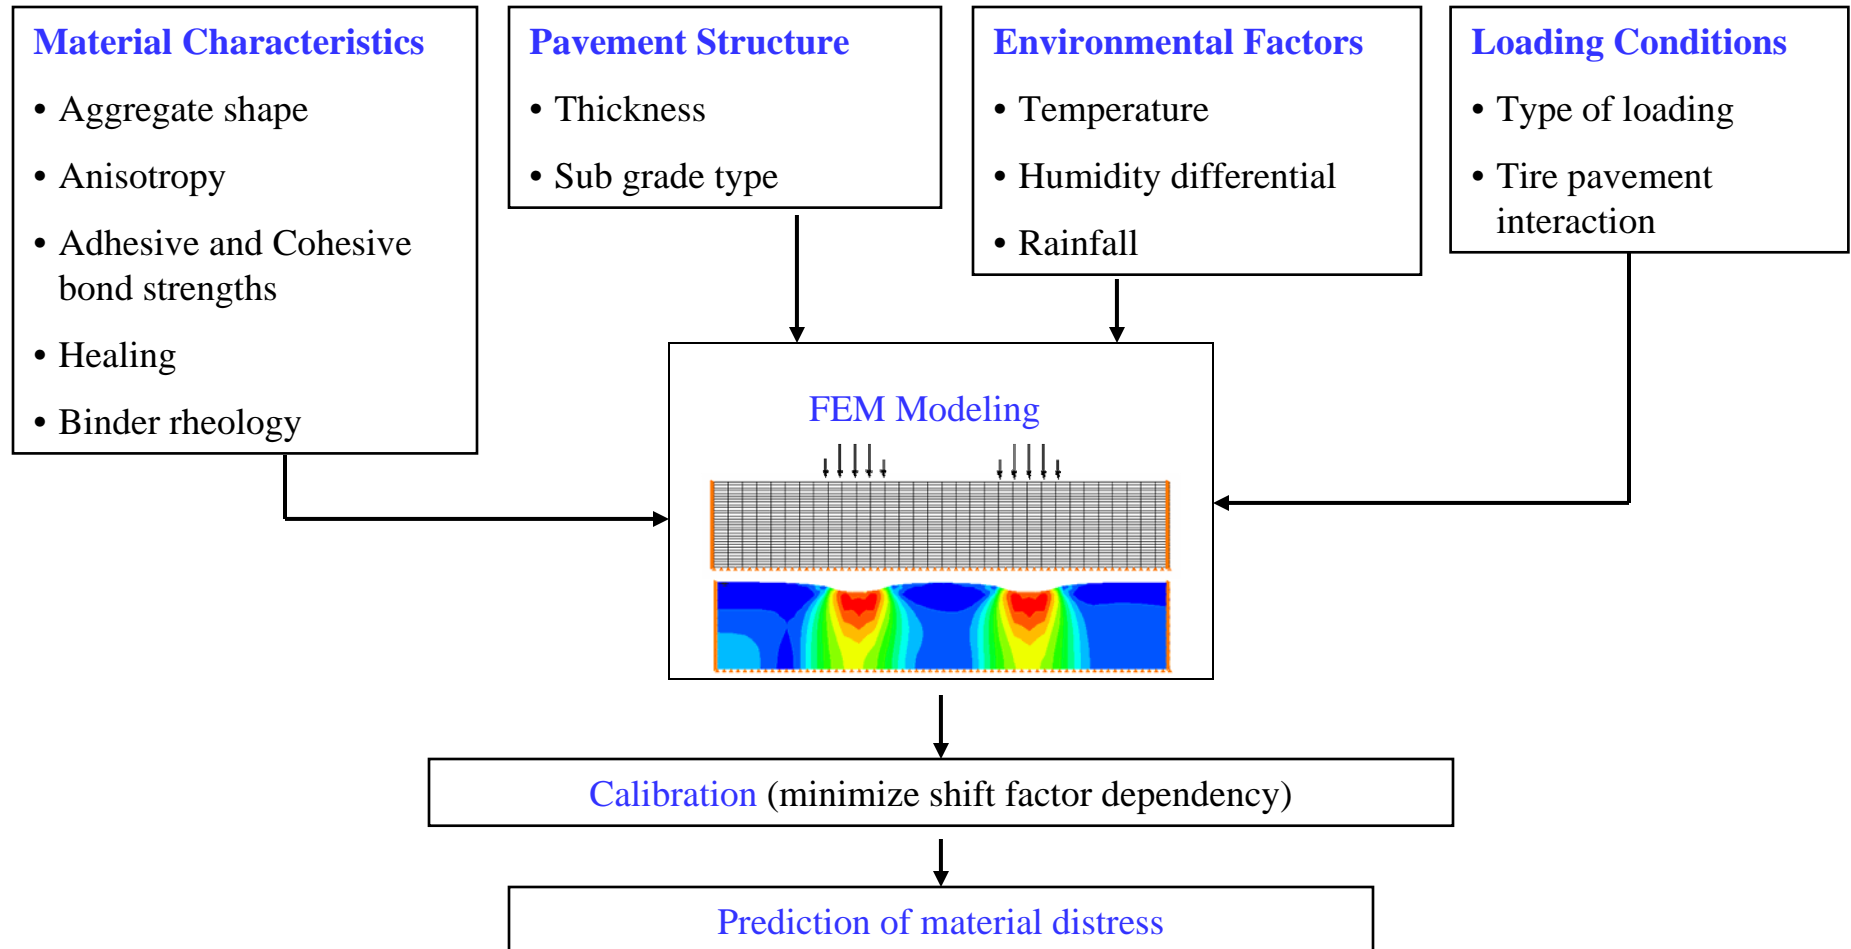 Material Characteristics
• Aggregate shape
• Anisotropy
• Adhesive and Cohesive
bond strengths
• Healing
• Binder rheology
Pavement Structure
• Thickness
• Sub grade type
Environmental Factors
• Temperature
• Humidity differential
• Rainfall
Loading Conditions
• Type of loading
• Tire pavement
interaction
FEM Modeling
Calibration (minimize shift factor dependency)
Prediction of material distress